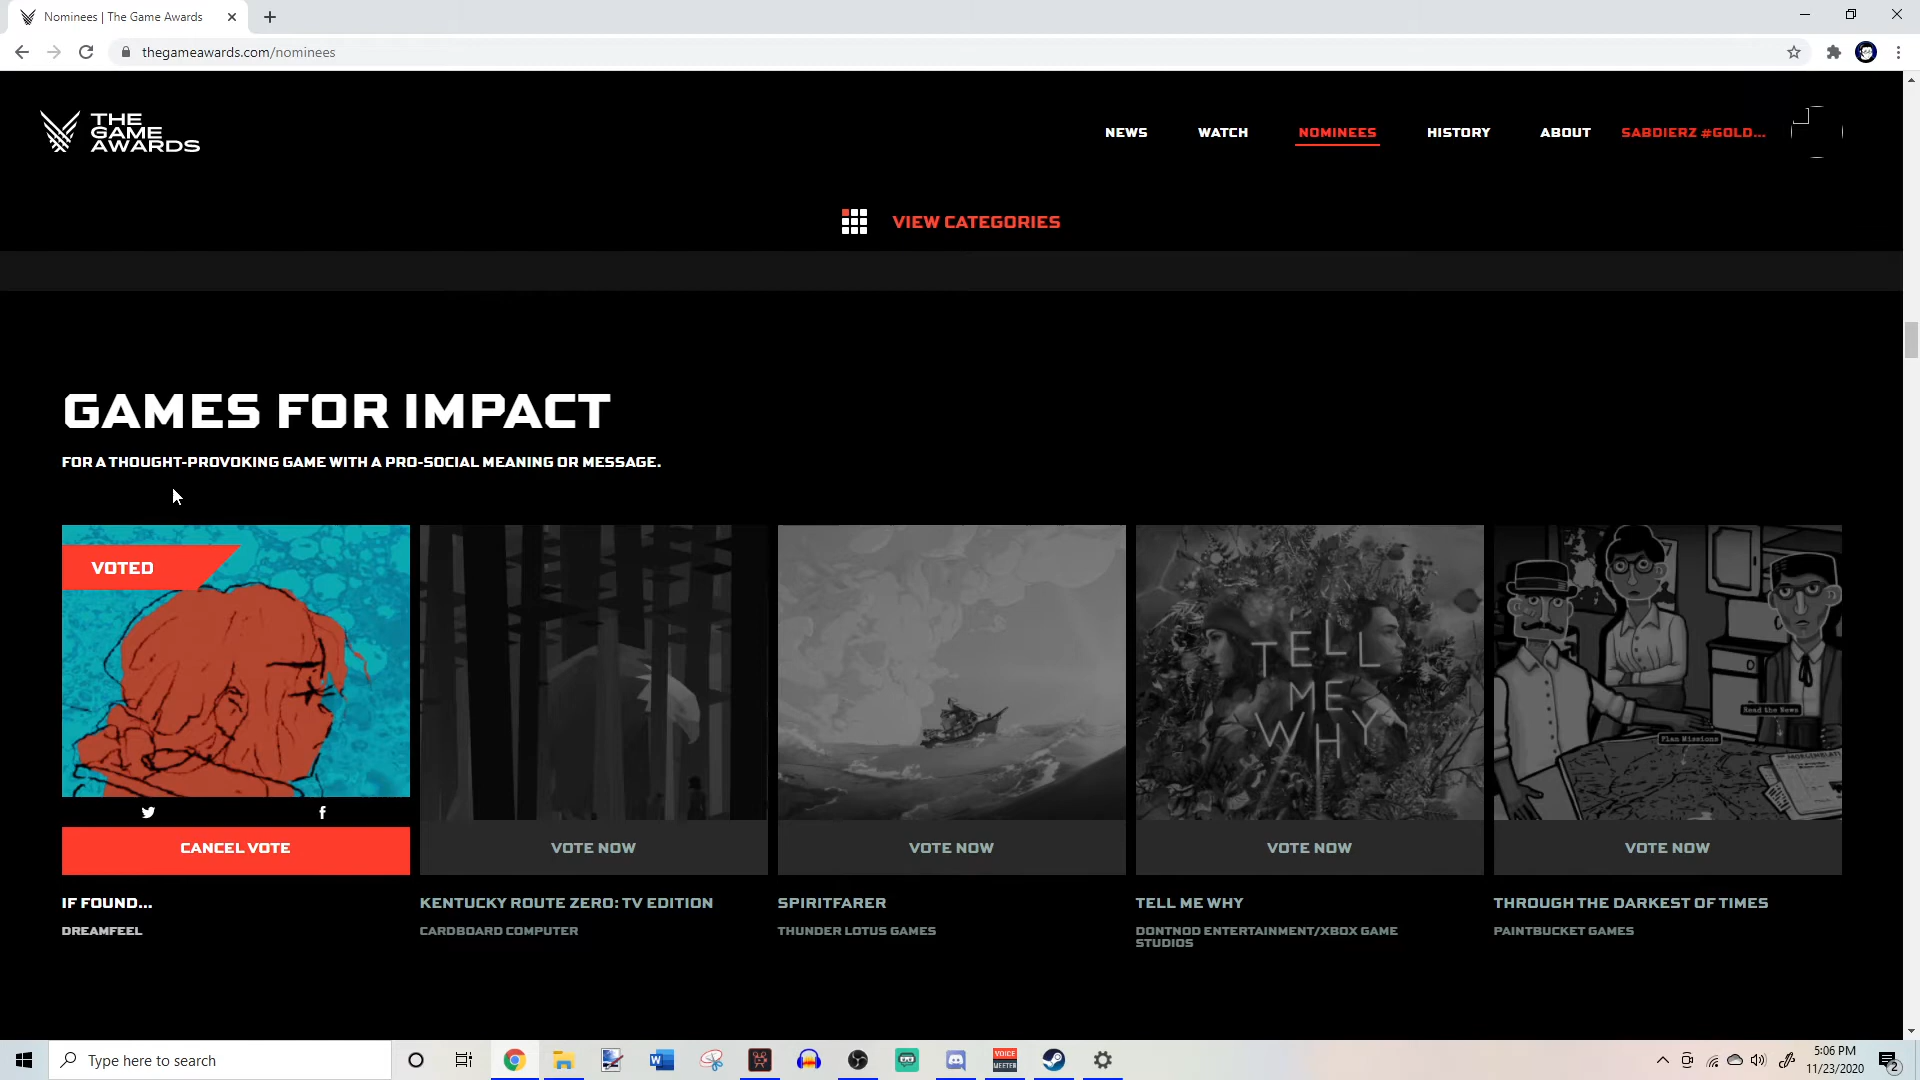 Nominees | The Game Awards
thegameawards.com/nominees
THE
GAME
AWARDS
NEWS
WATCH
NOMINEES
HISTORY
ABOUT
SABDIERZ #GOLD...
VIEW CATEGORIES
GAMES FOR IMPACT
FOR A THOUGHT-PROVOKING GAME WITH A PRO-SOCIAL MEANING OR MESSAGE.
VOTED
TELL
ME
WHY
Read the News
Plan Missions
CANCEL VOTE
VOTE NOW
VOTE NOW
VOTE NOW
VOTE NOW
IF FOUND...
DREAMFEEL
KENTUCKY ROUTE ZERO: TV EDITION
CARDBOARD COMPUTER
SPIRITFARER
THUNDER LOTUS GAMES
TELL ME WHY
DONTNOD ENTERTAINMENT/XBOX GAME
STUDIOS
THROUGH THE DARKEST OF TIMES
PAINTBUCKET GAMES
Type here to search
VOICE
MEETER
5:06 PM
11/23/2020
2